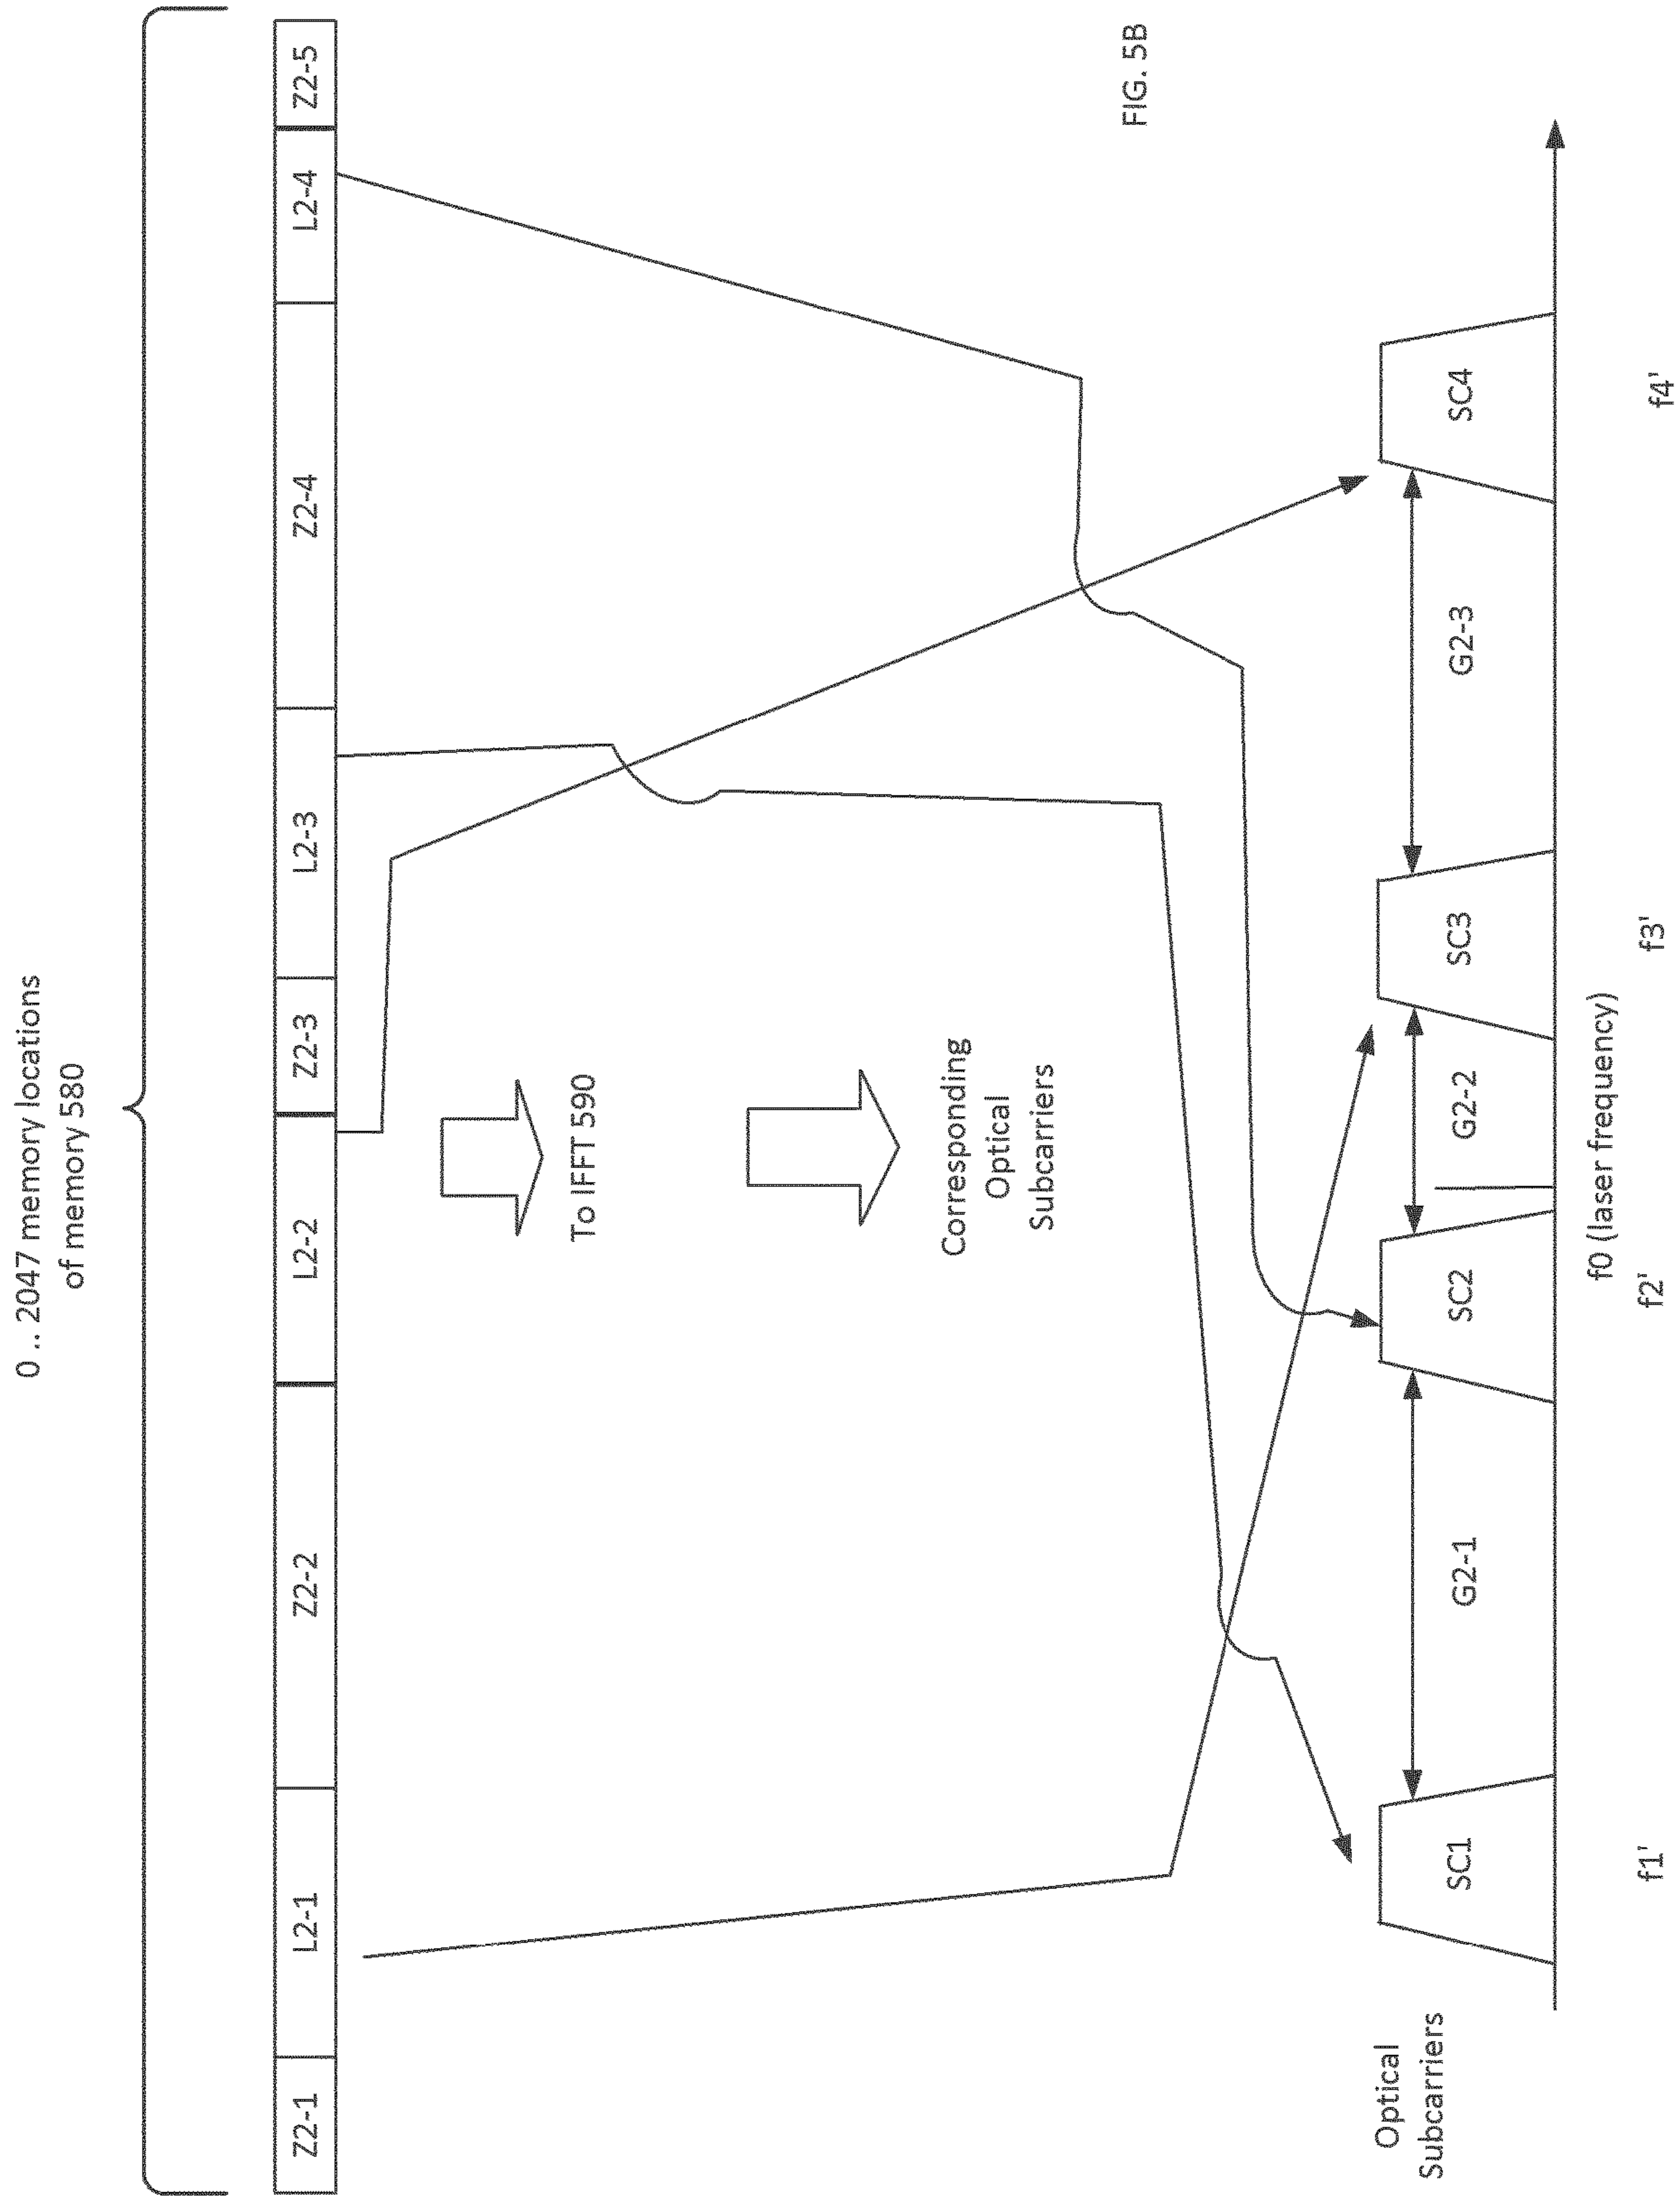 0 .. 2047 memory locations
of memory 580
Z2-1
L2-1
Z2-2
L2-2
Z2-3
L2-3
Z2-4
L2-4
Z2-5
To IFFT 590
Corresponding
Optical
Subcarriers
FIG. 5B
Optical
Subcarriers
SC1
G2-1
SC2
G2-2
SC3
G2-3
SC4
f0 (laser frequency)
f1'
f2'
f3'
f4'